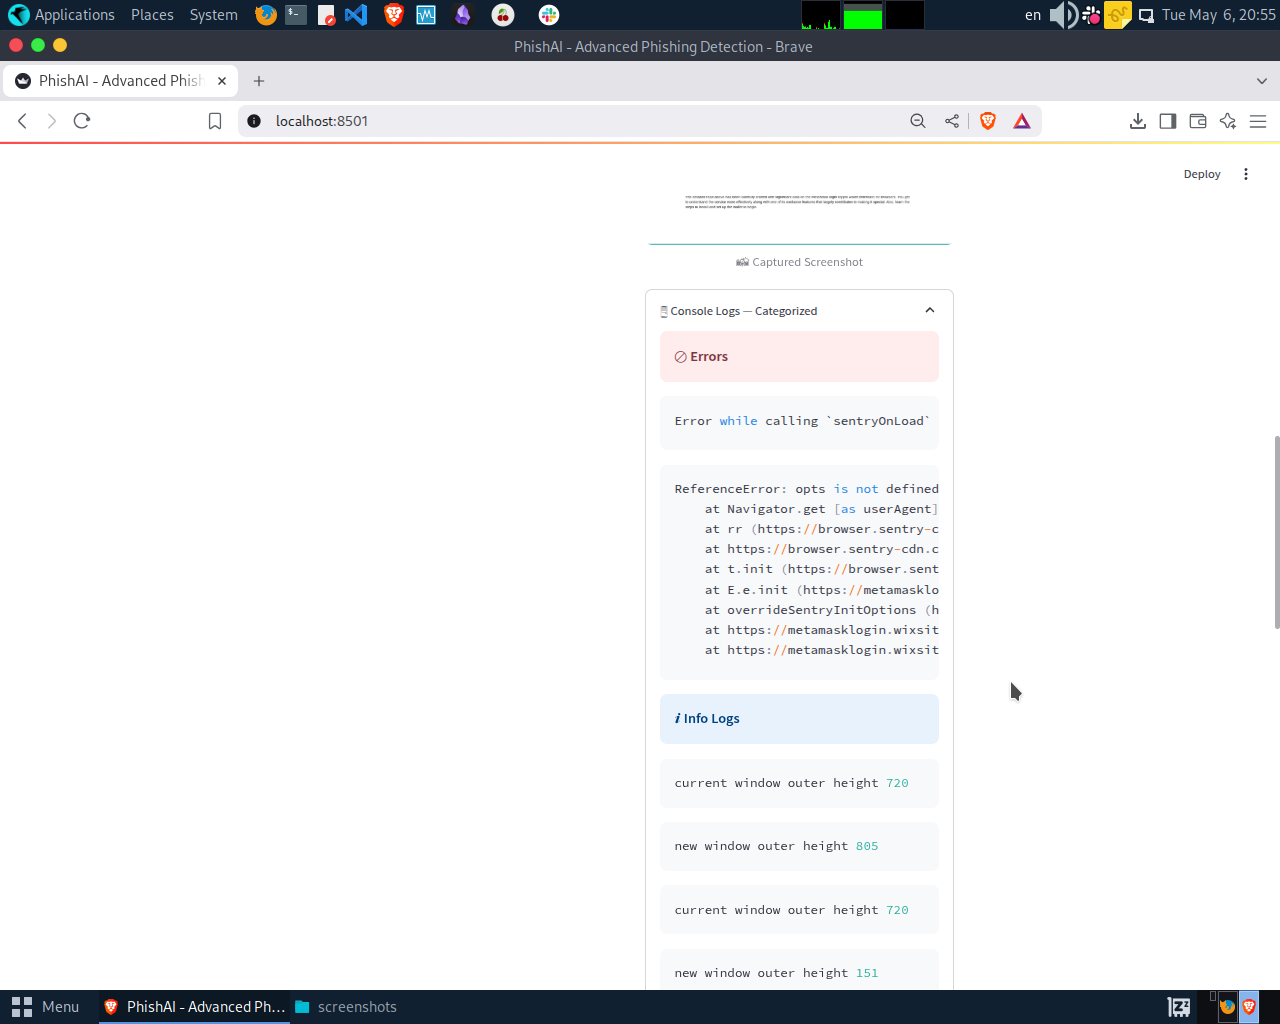 Applications Places System
en
Tue May 6, 20:55
PhishAI - Advanced Phishing Detection - Brave
PhishAI - Advanced Phish
localhost:8501
Deploy
Captured Screenshot
Console Logs — Categorized
Errors
Error while calling `sentryOnLoad`
ReferenceError: opts is not defined
at Navigator.get [as userAgent]
at rr (https://browser.sentry-c
at https://browser.sentry-cdn.c
at t.init (https://browser.sent
at E.e.init (https://metamasklo
at overrideSentryInitOptions (h
at https://metamasklogin.wixsit
at https://metamasklogin.wixsit
i Info Logs
current window outer height 720
new window outer height 805
current window outer height 720
new window outer height 151
Menu
PhishAI - Advanced Ph...
screenshots